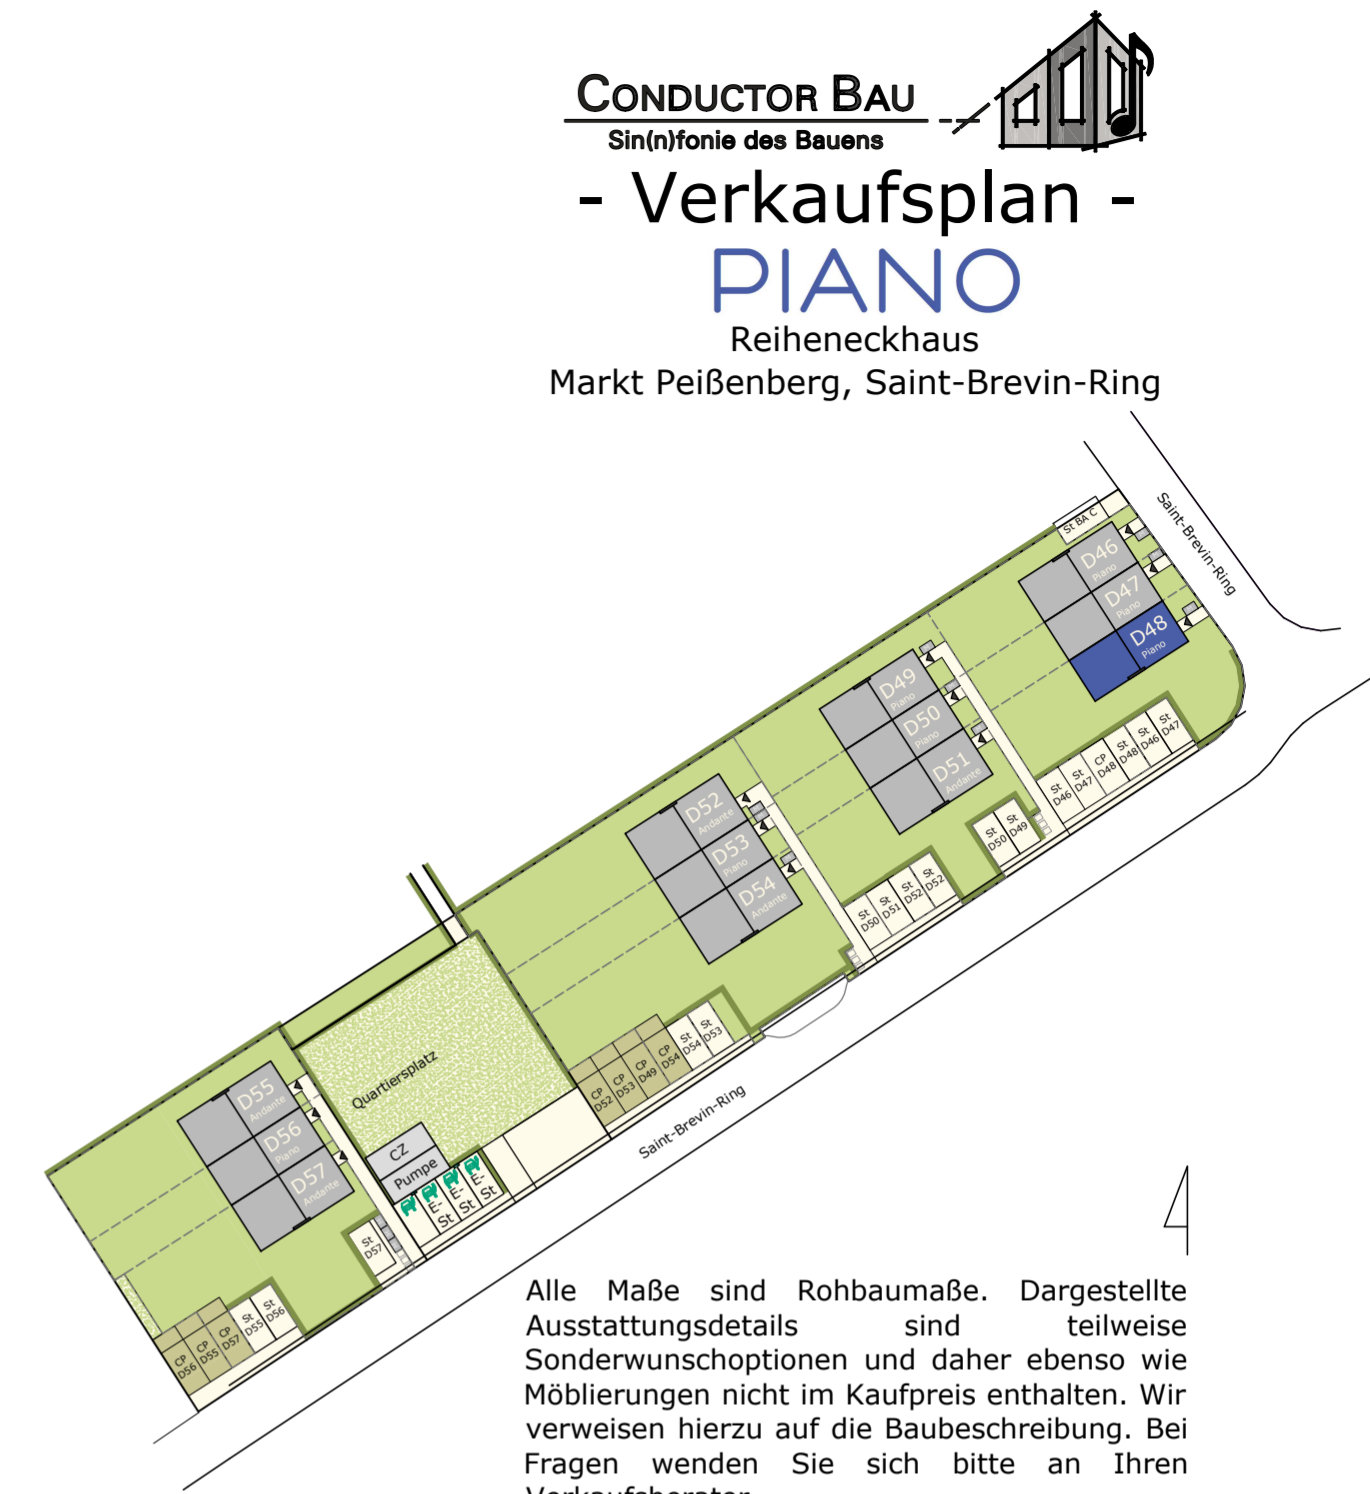 CONDUCTOR BAU
Sin(n)fonie des Bauens
- Verkaufsplan -
PIANO
Reiheneckhaus
Markt Peißenberg, Saint-Brevin-Ring
St BA C
Saint-Brevin-Ring
D46
Piano
D47
Piano
D48
Piano
D49
Piano
D50
Piano
D51
Andante
St
D46
St
D47
CP
D48
St
D48
St
D46
St
D47
D52
Andante
D53
Piano
D54
Andante
St
D50
St
D49
St
D50
St
D51
St
D52
St
D52
Quartiersplatz
CP
D52
CP
D53
CP
D49
CP
D54
St
D54
St
D53
D55
Andante
D56
Piano
D57
Andante
CZ
Pumpe
E-
St
E-
St
E-
St
Saint-Brevin-Ring
St
D57
CP
D56
CP
D55
CP
D57
St
D55
St
D56
Alle Maße sind Rohbaumaße. Dargestellte
Ausstattungsdetails sind teilweise
Sonderwunschoptionen und daher ebenso wie
Möblierungen nicht im Kaufpreis enthalten. Wir
verweisen hierzu auf die Baubeschreibung. Bei
Fragen wenden Sie sich bitte an Ihren